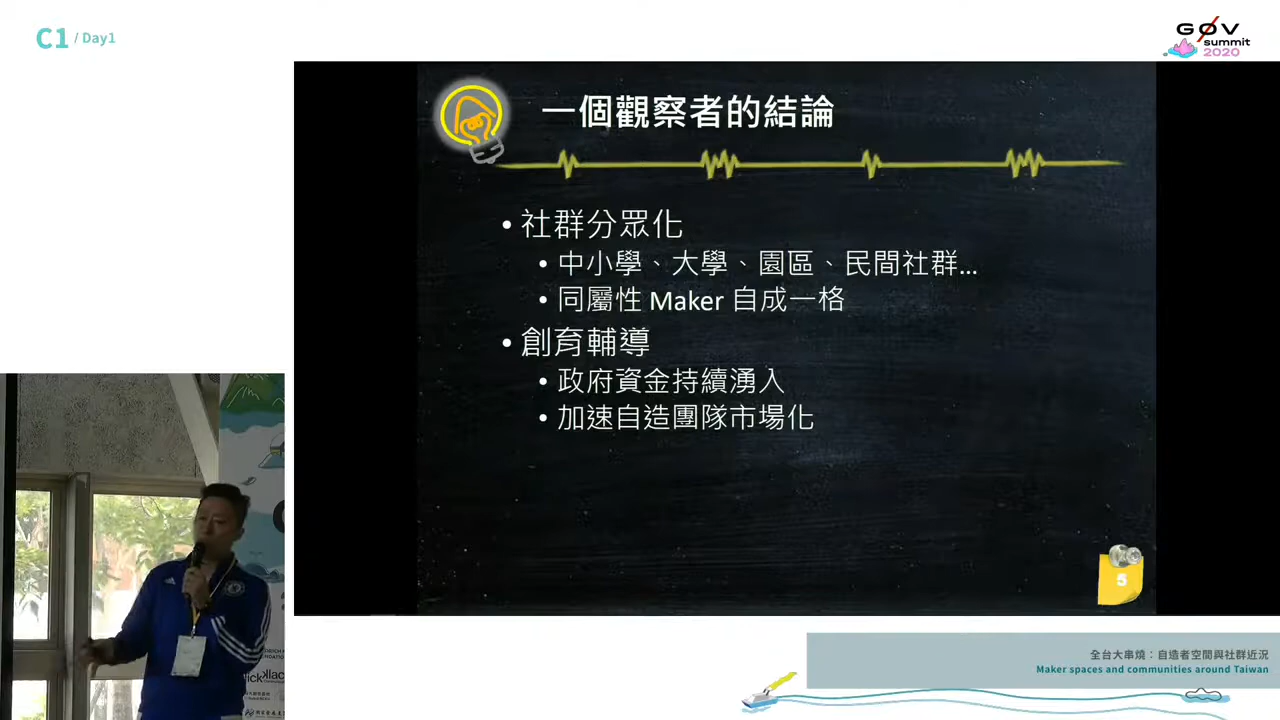 C1 / Day1
GØV
summit
2020
一個觀察者的結論
• 社群分眾化
• 中小學、大學、園區、民間社群...
• 同屬性 Maker 自成一格
• 創育輔導
• 政府資金持續湧入
• 加速自造團隊市場化
5
全台大串燒：自造者空間與社群近況
Maker spaces and communities around Taiwan